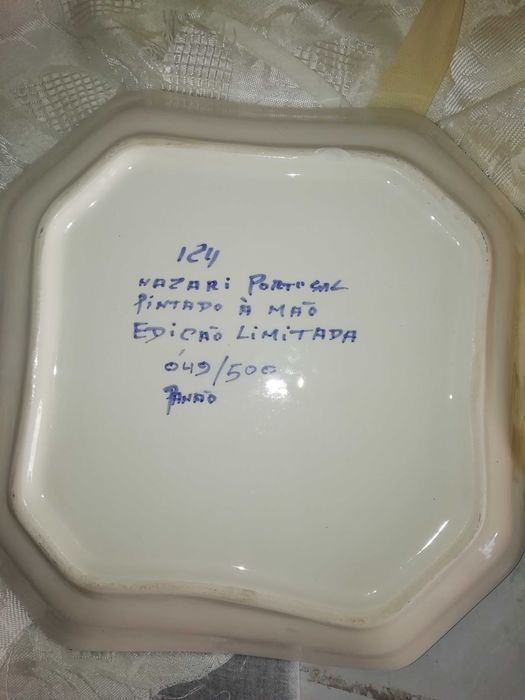 124
NAZARI PORTUGAL
PINTADO À MÃO
EDIÇÃO LIMITADA
049/500